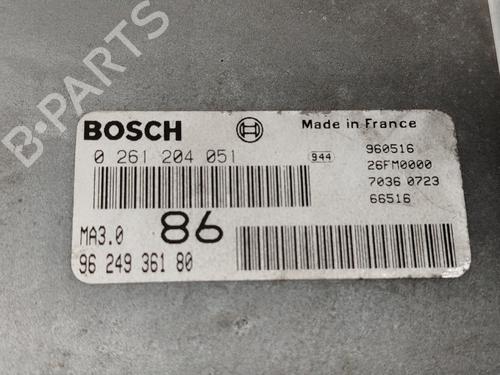 B-PARTS
BOSCH
Made in France
0 261 204 051
944
960516
26FM0000
7036 0723
66516
MA3.0
86
96 249 361 80